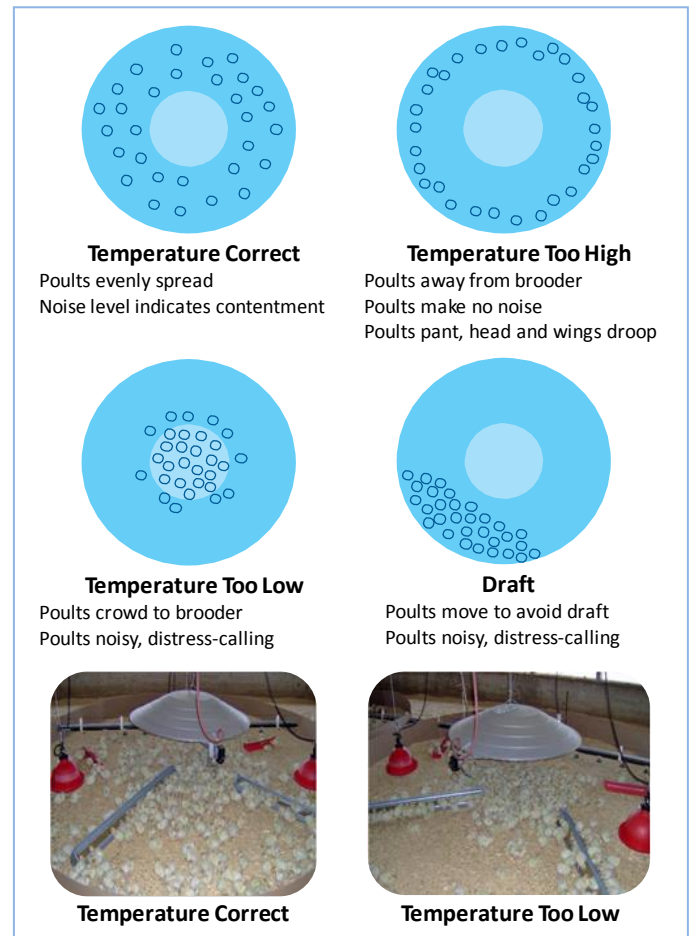 Temperature Correct
Poults evenly spread
Noise level indicates contentment
Temperature Too High
Poults away from brooder
Poults make no noise
Poults pant, head and wings droop
Temperature Too Low
Poults crowd to brooder
Poults noisy, distress-calling
Draft
Poults move to avoid draft
Poults noisy, distress-calling
Temperature Correct
Temperature Too Low